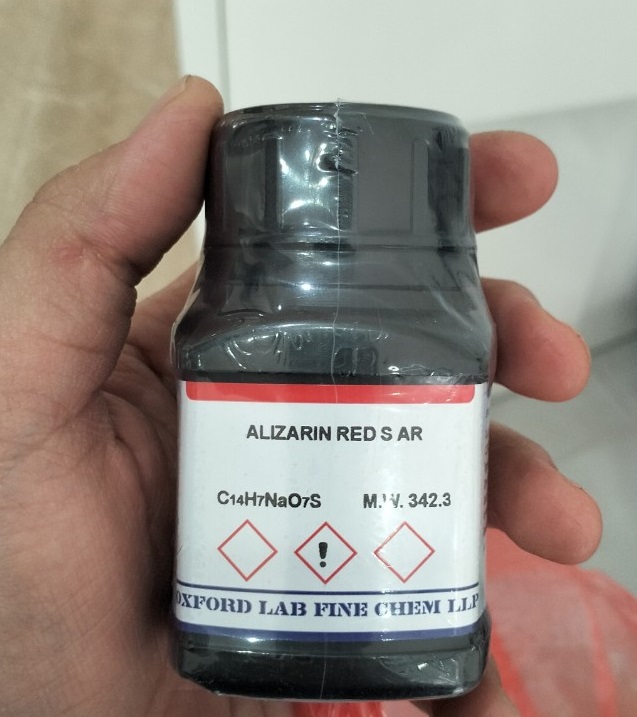 ALIZARIN RED S AR
C14H7NaO7S M.W. 342.3
OXFORD LAB FINE CHEM LLP